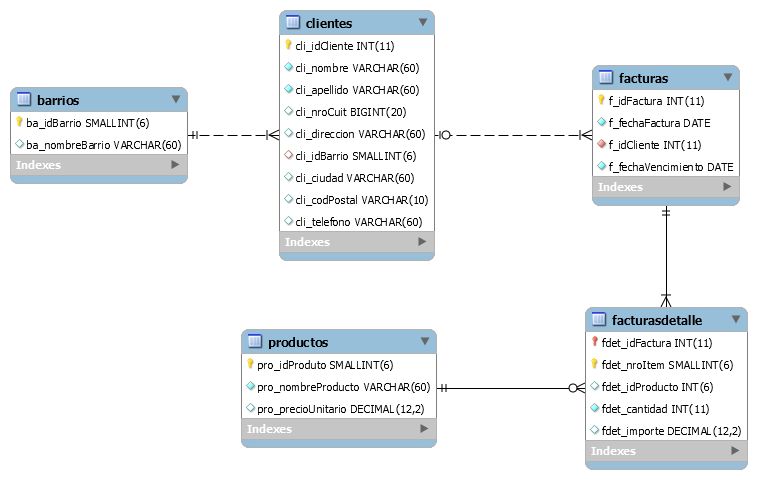 barrios
ba_idBarrio SMALLINT(6)
ba_nombreBarrio VARCHAR(60)
Indexes
clientes
cli_idCliente INT(11)
cli_nombre VARCHAR(60)
cli_apellido VARCHAR(60)
cli_nroCuit BIGINT(20)
cli_direccion VARCHAR(60)
cli_idBarrio SMALLINT(6)
cli_ciudad VARCHAR(60)
cli_codPostal VARCHAR(10)
cli_telefono VARCHAR(60)
Indexes
facturas
f_idFactura INT(11)
f_fechaFactura DATE
f_idCliente INT(11)
f_fechaVencimiento DATE
Indexes
productos
pro_idProduto SMALLINT(6)
pro_nombreProducto VARCHAR(60)
pro_precioUnitario DECIMAL(12,2)
Indexes
facturasdetalle
fdet_idFactura INT(11)
fdet_nroItem SMALLINT(6)
fdet_idProducto INT(6)
fdet_cantidad INT(11)
fdet_importe DECIMAL(12,2)
Indexes